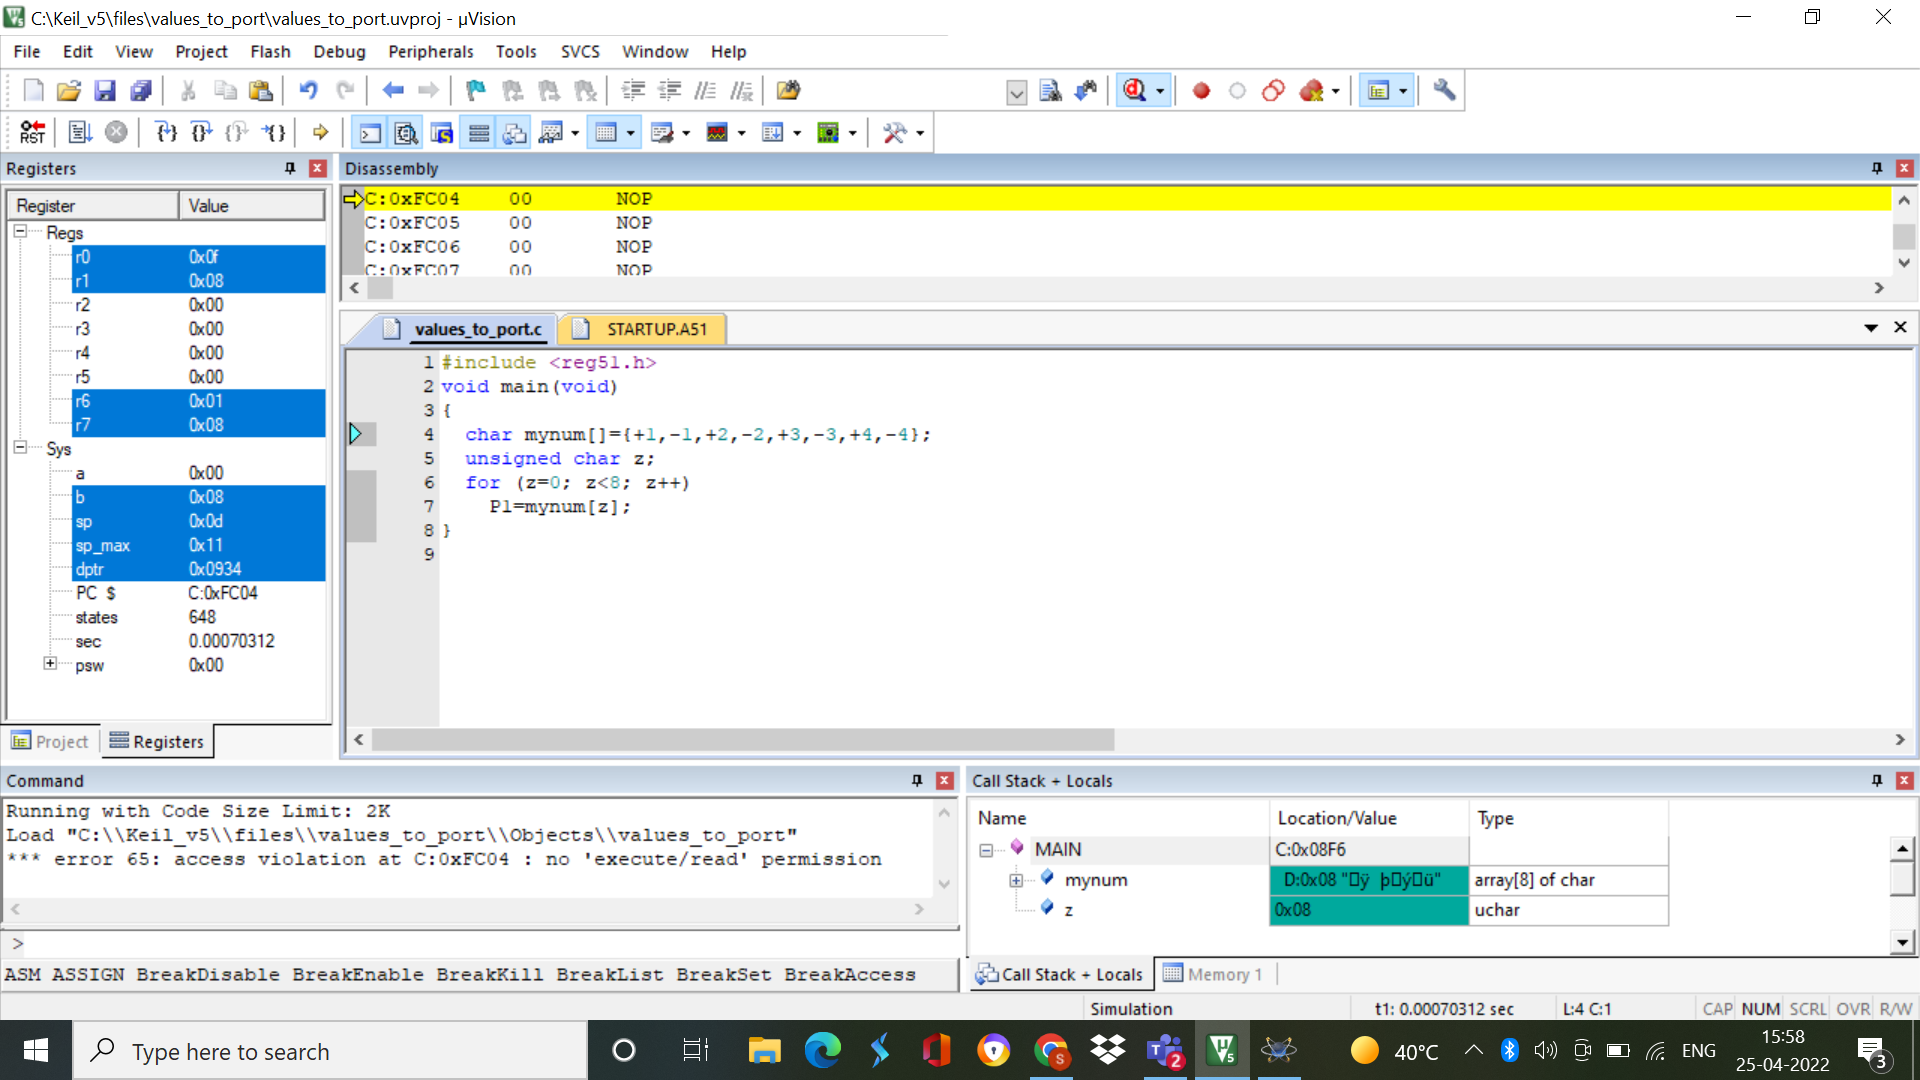 C:\Keil_v5\files\values_to_port\values_to_port.uvproj - µVision
File Edit View Project Flash Debug Peripherals Tools SVCS Window Help
RST
Registers
Register Value
Regs
r0 0x0f
r1 0x08
r2 0x00
r3 0x00
r4 0x00
r5 0x00
r6 0x01
r7 0x08
Sys
a 0x00
b 0x08
sp 0x0d
sp_max 0x11
dptr 0x0934
PC $ C:0xFC04
states 648
sec 0.00070312
psw 0x00
Project Registers
Disassembly
C:0xFC04 00 NOP
C:0xFC05 00 NOP
C:0xFC06 00 NOP
C:0xFC07 00 NOP
values_to_port.c STARTUP.A51
1 #include <reg51.h>
2 void main(void)
3 {
4 char mynum[]={+1,-1,+2,-2,+3,-3,+4,-4};
5 unsigned char z;
6 for (z=0; z<8; z++)
7 P1=mynum[z];
8 }
9
Command
Running with Code Size Limit: 2K
Load "C:\\Keil_v5\\files\\values_to_port\\Objects\\values_to_port"
*** error 65: access violation at C:0xFC04 : no 'execute/read' permission
>
ASM ASSIGN BreakDisable BreakEnable BreakKill BreakList BreakSet BreakAccess
Call Stack + Locals
Name Location/Value Type
MAIN C:0x08F6
mynum D:0x08 "□ÿ þ□ý□ü" array[8] of char
z 0x08 uchar
Call Stack + Locals Memory 1
Simulation t1: 0.00070312 sec L:4 C:1 CAP NUM SCRL OVR R/W
Type here to search
S
2
40°C
ENG
15:58
25-04-2022
3